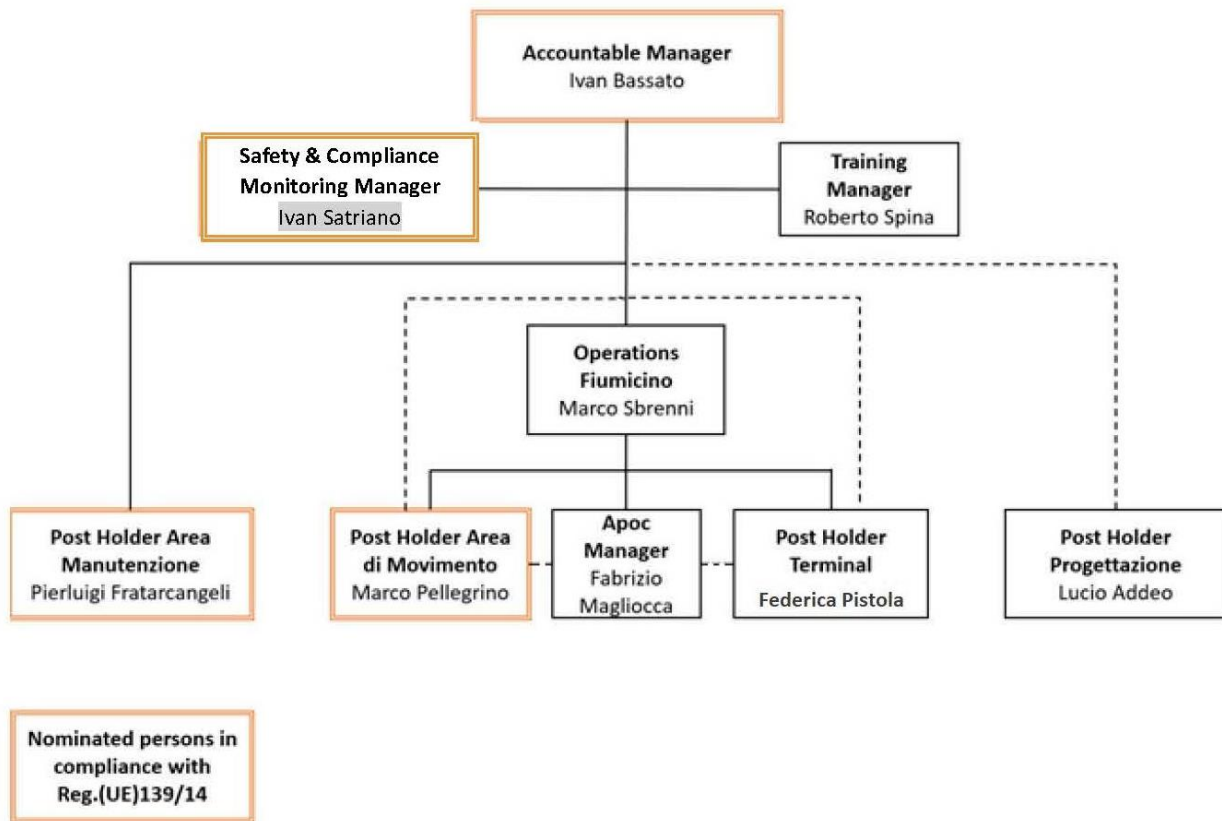 Accountable Manager
Ivan Bassato
Safety & Compliance
Monitoring Manager
Ivan Satriano
Training
Manager
Roberto Spina
Operations
Fiumicino
Marco Sbrenni
Post Holder Area
Manutenzione
Pierluigi Fratarcangeli
Post Holder Area
di Movimento
Marco Pellegrino
Apoc
Manager
Fabrizio
Magliocca
Post Holder
Terminal
Federica Pistola
Post Holder
Progettazione
Lucio Addeo
Nominated persons in
compliance with
Reg.(UE)139/14